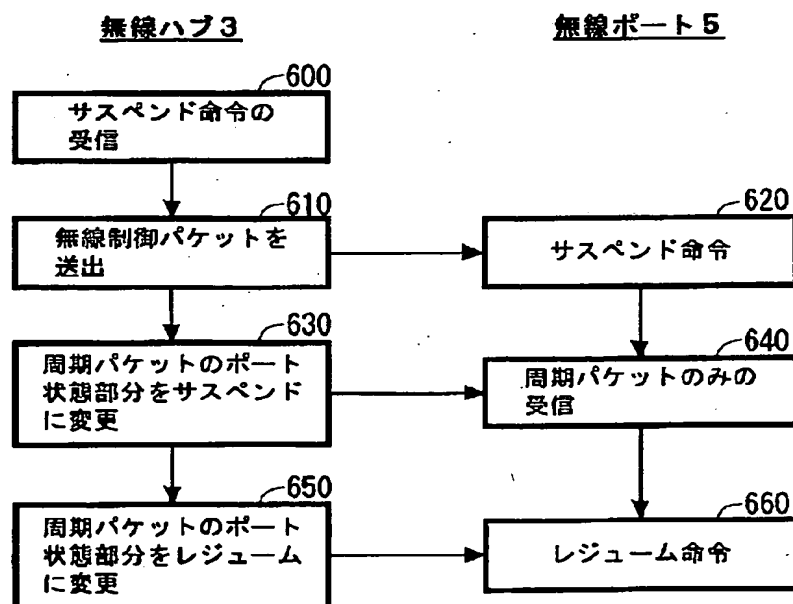 無線ハブ3
無線ポート5
600
サスペンド命令の
受信
610
無線制御パケットを
送出
620
サスペンド命令
630
周期パケットのポート
状態部分をサスペンド
に変更
640
周期パケットのみの
受信
650
周期パケットのポート
状態部分をレジューム
に変更
660
レジューム命令